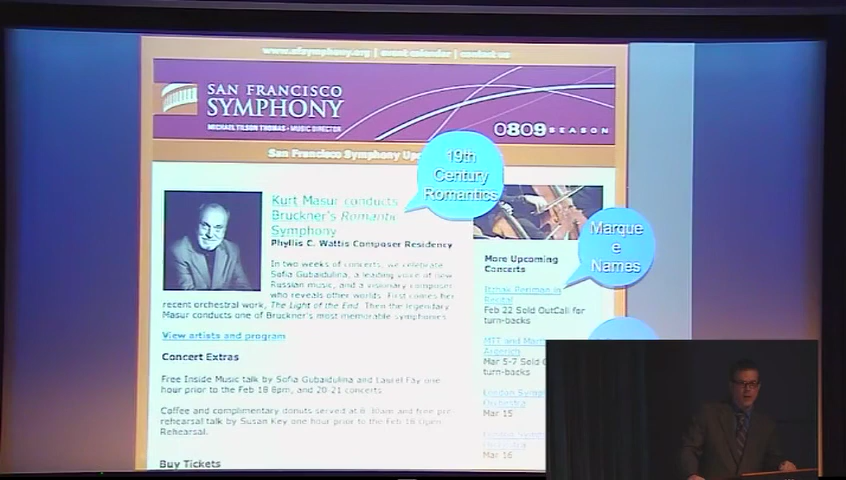 www.sfsymphony.org | event calendar | contact us
SAN FRANCISCO
SYMPHONY
MICHAEL TILSON THOMAS · MUSIC DIRECTOR
0809 SEASON
San Francisco Symphony
19th
Century
Romantics
Kurt Masur conducts
Bruckner's Romantic
Symphony
Phyllis C. Wattis Composer Residency
In two weeks of concerts, we celebrate
Sofia Gubaidulina, a leading voice of new
Russian music, and a visionary composer
who reveals other worlds. First comes her
recent orchestral work, The Light of the End. Then the legendary
Masur conducts one of Bruckner's most memorable symphonies
View artists and program
Concert Extras
Free Inside Music talk by Sofia Gubaidulina and Laurel Fay one
hour prior to the Feb 18 8pm, and 20-21 concerts
Coffee and complimentary donuts served at 8:30am and free pre-
rehearsal talk by Susan Key one hour prior to the Feb 18 Open
Rehearsal.
Buy Tickets
Marque
e
Names
More Upcoming
Concerts
Itzhak Perlman in
Recital
Feb 22 Sold OutCall for
turn-backs
MTT and
Argerich
Mar 5-7 Sold
turn-backs
London
Orchestra
Mar 15
London
Orchestra
Mar 16